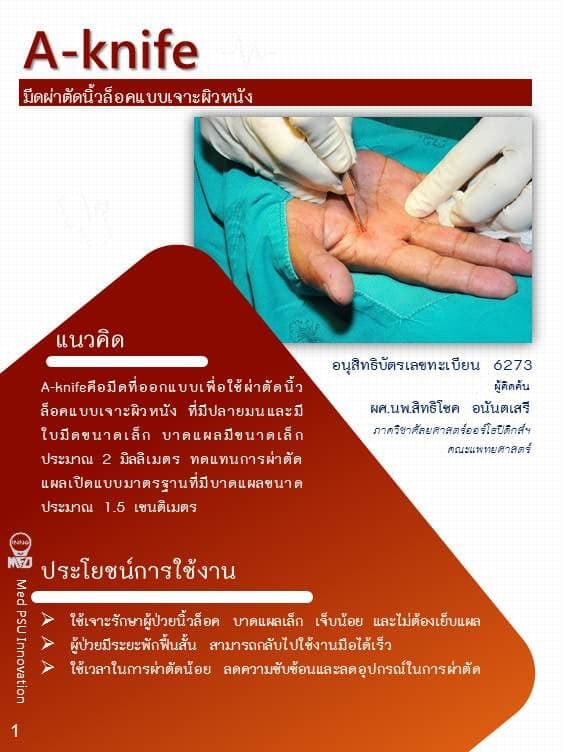 A-knife
มีดผ่าตัดนิ้วล็อคแบบเจาะผิวหนัง
แนวคิด
A-knifeคือมีดที่ออกแบบเพื่อใช้ผ่าตัดนิ้ว
ล็อคแบบเจาะผิวหนัง ที่มีปลายมนและมี
ใบมีดขนาดเล็ก บาดแผลมีขนาดเล็ก
ประมาณ 2 มิลลิเมตร ทดแทนการผ่าตัด
แผลเปิดแบบมาตรฐานที่มีบาดแผลขนาด
ประมาณ 1.5 เซนติเมตร
อนุสิทธิบัตรเลขทะเบียน 6273
ผู้คิดค้น
ผศ.นพ.สิทธิโชค อนันตเสรี
ภาควิชาศัลยศาสตร์ออร์โธปิดิกส์ฯ
คณะแพทยศาสตร์
ประโยชน์การใช้งาน
➢ ใช้เจาะรักษาผู้ป่วยนิ้วล็อค บาดแผลเล็ก เจ็บน้อย และไม่ต้องเย็บแผล
➢ ผู้ป่วยมีระยะพักฟื้นสั้น สามารถกลับไปใช้งานมือได้เร็ว
➢ ใช้เวลาในการผ่าตัดน้อย ลดความซับซ้อนและลดอุปกรณ์ในการผ่าตัด
INNO
MED
Med PSU Innovation
1